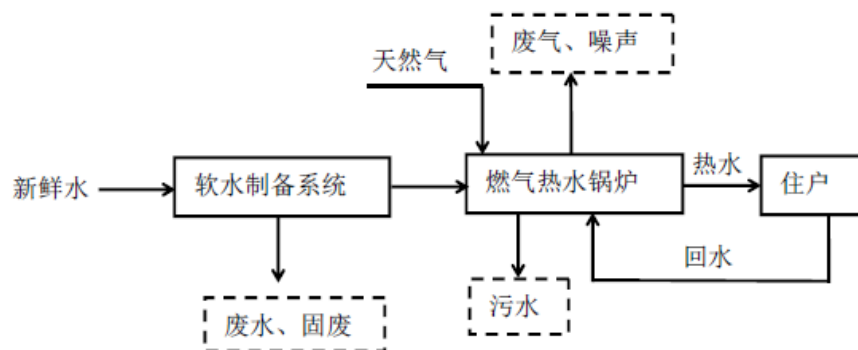 废气、噪声
天然气
新鲜水
软水制备系统
燃气热水锅炉
热水
住户
回水
废水、固废
污水